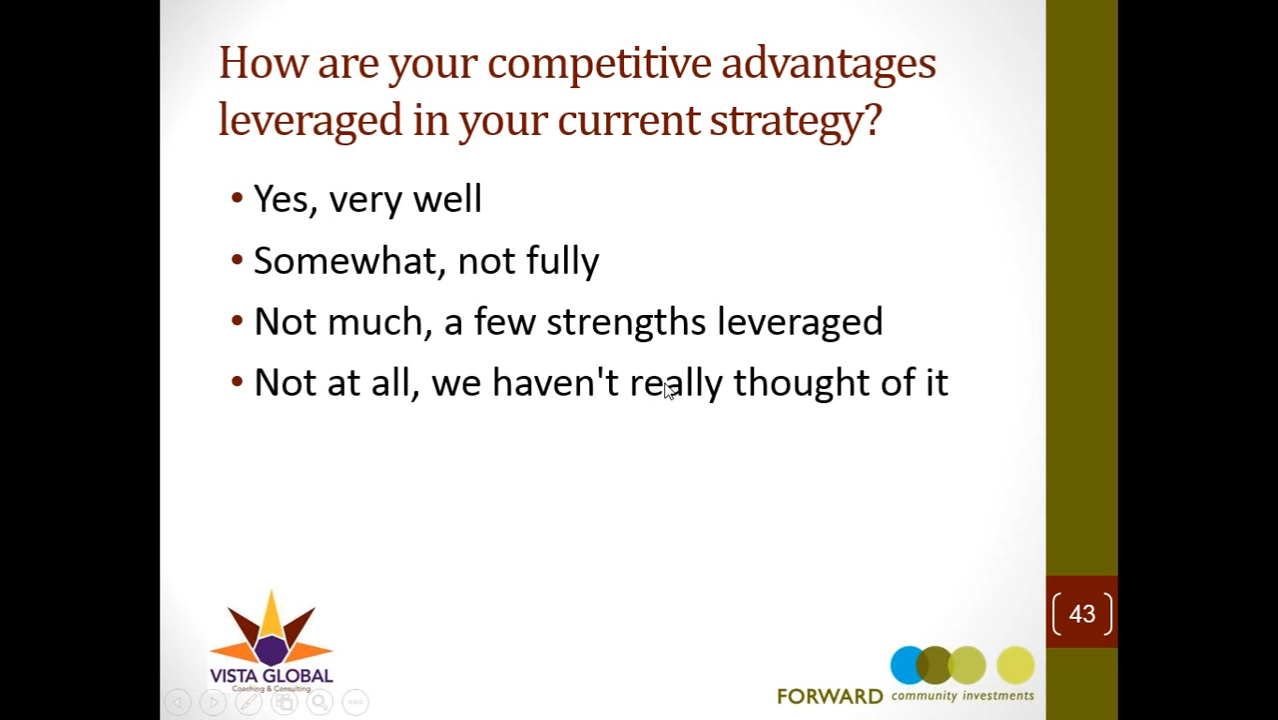 How are your competitive advantages
leveraged in your current strategy?
• Yes, very well
• Somewhat, not fully
• Not much, a few strengths leveraged
• Not at all, we haven't really thought of it
43
VISTA GLOBAL
Coaching & Consulting
FORWARD community investments